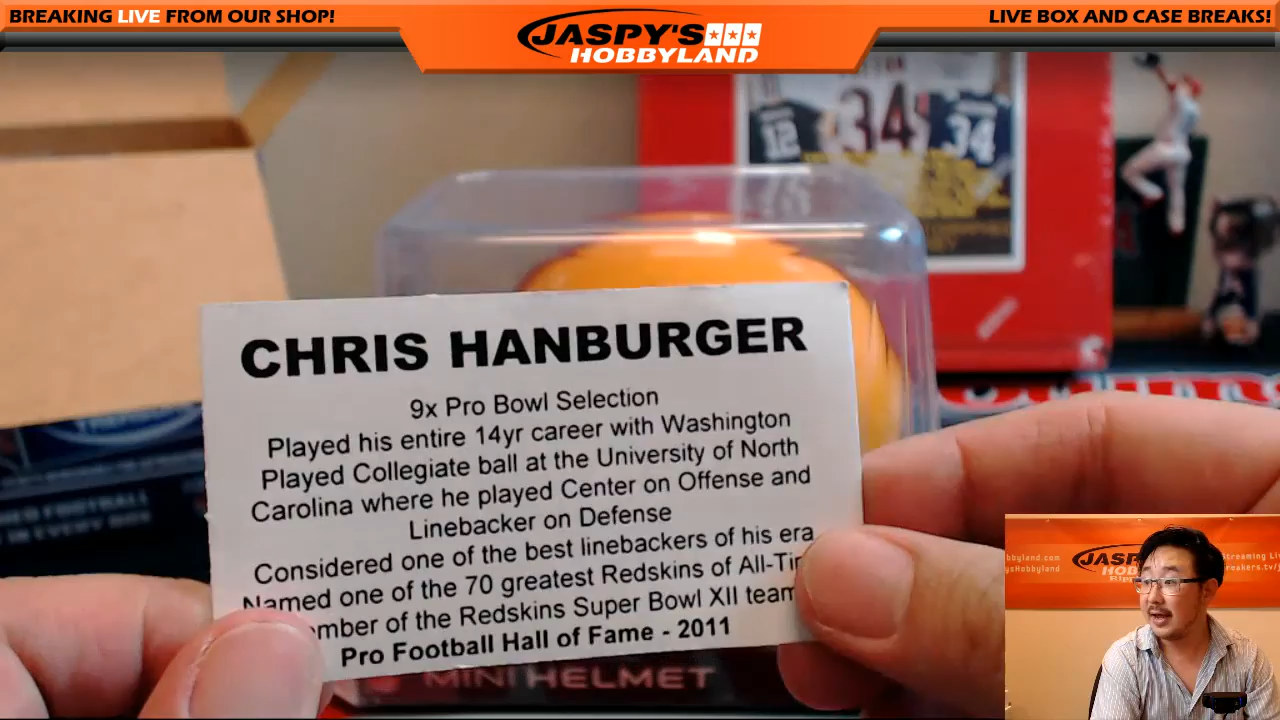 BREAKING LIVE FROM OUR SHOP!
JASPY'S
HOBBYLAND
LIVE BOX AND CASE BREAKS!
12
34
34
CHRIS HANBURGER
9x Pro Bowl Selection
Played his entire 14yr career with Washington
Played Collegiate ball at the University of North
Carolina where he played Center on Offense and
Linebacker on Defense
Considered one of the best linebackers of his era
Named one of the 70 greatest Redskins of All-Tim
mber of the Redskins Super Bowl XII team
Pro Football Hall of Fame - 2011
MINI HELMET